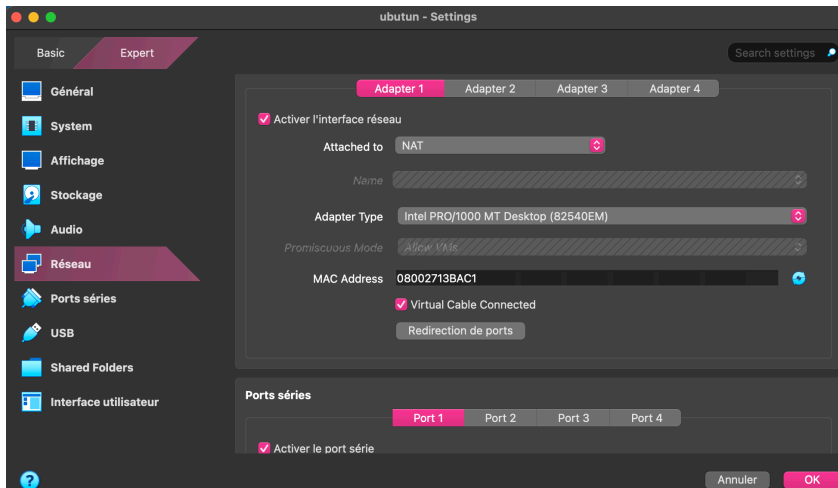 ubutun - Settings
Basic
Expert
Search settings
Général
System
Affichage
Stockage
Audio
Réseau
Ports séries
USB
Shared Folders
Interface utilisateur
Adapter 1
Adapter 2
Adapter 3
Adapter 4
Activer l'interface réseau
Attached to
NAT
Name
Adapter Type
Intel PRO/1000 MT Desktop (82540EM)
Promiscuous Mode
Allow VMs
MAC Address
08002713BAC1
Virtual Cable Connected
Redirection de ports
Ports séries
Port 1
Port 2
Port 3
Port 4
Activer le port série
?
Annuler
OK